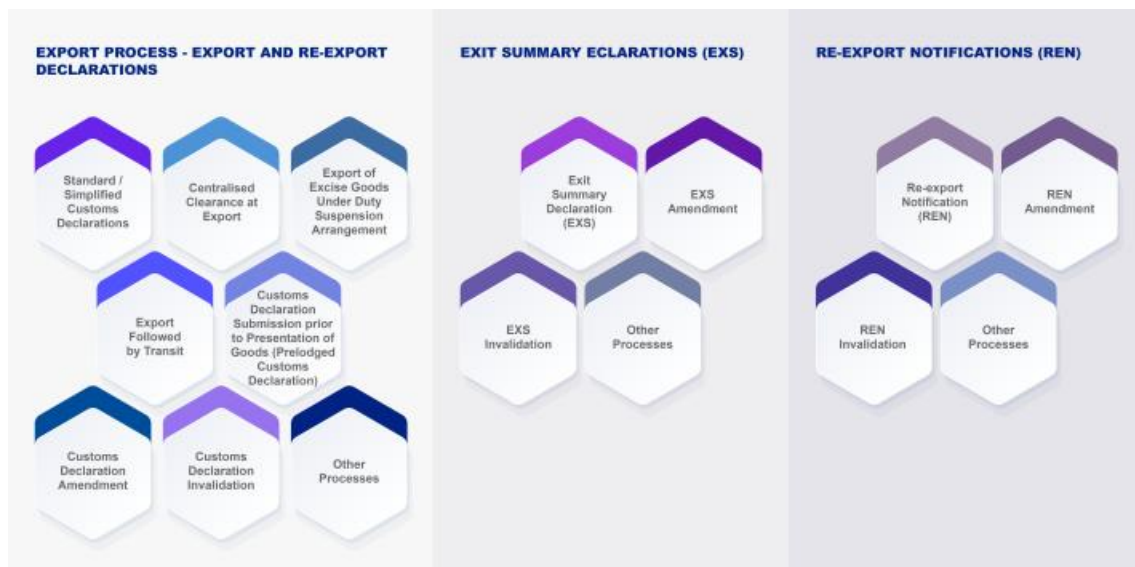 EXPORT PROCESS - EXPORT AND RE-EXPORT
DECLARATIONS
Standard /
Simplified
Customs
Declarations
Centralised
Clearance at
Export
Export of
Excise Goods
Under Duty
Suspension
Arrangement
Export
Followed
by Transit
Customs
Declaration
Submission prior
to Presentation of
Goods (Prelodged
Customs
Declaration)
Customs
Declaration
Amendment
Customs
Declaration
Invalidation
Other
Processes
EXIT SUMMARY ECLARATIONS (EXS)
Exit
Summary
Declaration
(EXS)
EXS
Amendment
EXS
Invalidation
Other
Processes
RE-EXPORT NOTIFICATIONS (REN)
Re-export
Notification
(REN)
REN
Amendment
REN
Invalidation
Other
Processes